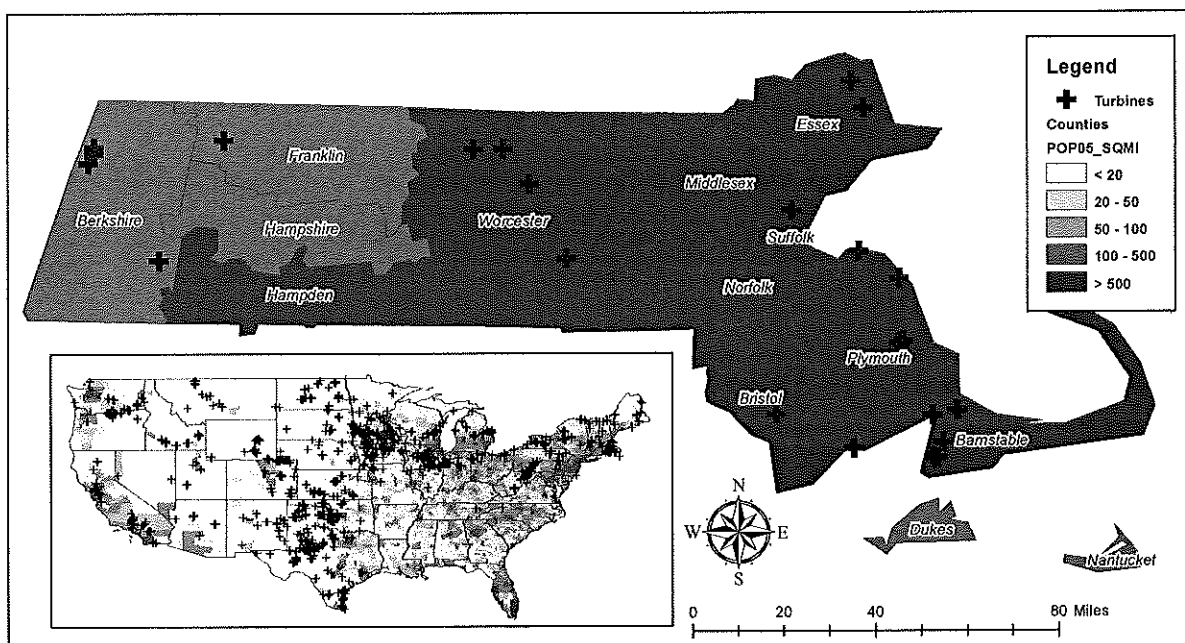 Legend
Turbines
Counties
POP05_SQMI
< 20
20 - 50
50 - 100
100 - 500
> 500
Essex
Franklin
Middlesex
Berkshire
Hampshire
Worcester
Suffolk
Hampden
Norfolk
Plymouth
Bristol
Barnstable
Dukes
Nantucket
N
W E
S
0 20 40 80 Miles